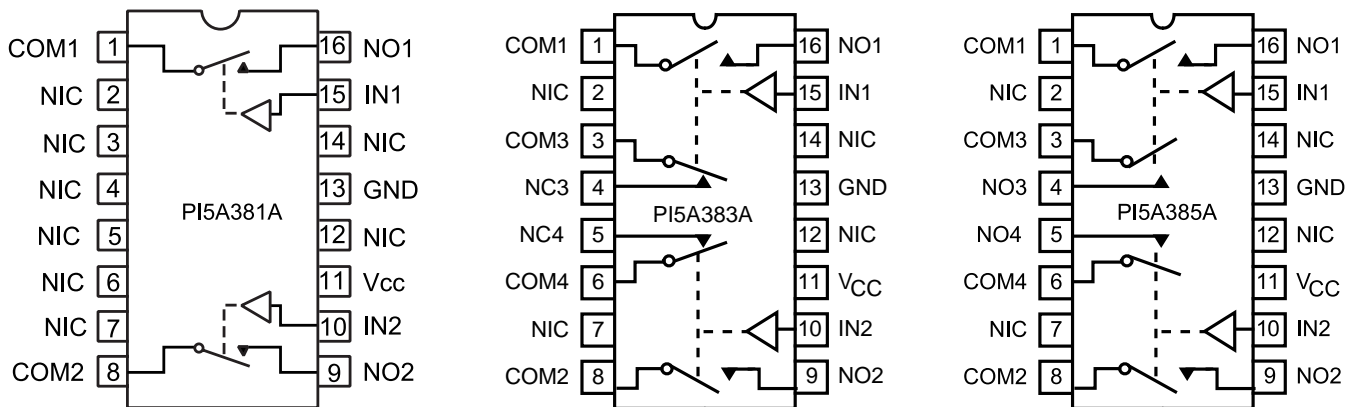 COM1 1 16 NO1
NIC 2 15 IN1
NIC 3 14 NIC
NIC 4 13 GND
PI5A381A
NIC 5 12 NIC
NIC 6 11 Vcc
NIC 7 10 IN2
COM2 8 9 NO2
COM1 1 16 NO1
NIC 2 15 IN1
COM3 3 14 NIC
NC3 4 13 GND
PI5A383A
NC4 5 12 NIC
COM4 6 11 VCC
NIC 7 10 IN2
COM2 8 9 NO2
COM1 1 16 NO1
NIC 2 15 IN1
COM3 3 14 NIC
NO3 4 13 GND
PI5A385A
NO4 5 12 NIC
COM4 6 11 VCC
NIC 7 10 IN2
COM2 8 9 NO2